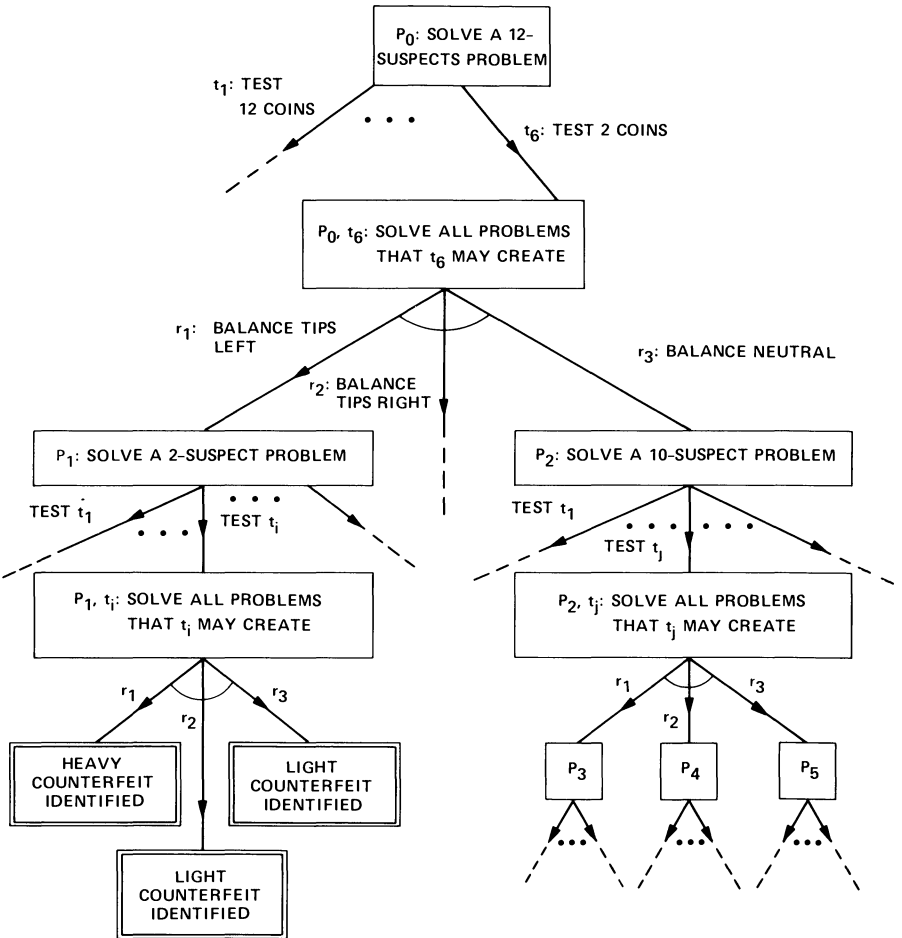 P0: SOLVE A 12-
SUSPECTS PROBLEM
t1: TEST
12 COINS
t6: TEST 2 COINS
P0, t6: SOLVE ALL PROBLEMS
THAT t6 MAY CREATE
r1: BALANCE TIPS
LEFT
r2: BALANCE
TIPS RIGHT
r3: BALANCE NEUTRAL
P1: SOLVE A 2-SUSPECT PROBLEM
P2: SOLVE A 10-SUSPECT PROBLEM
TEST t1
TEST ti
TEST t1
TEST tj
P1, ti: SOLVE ALL PROBLEMS
THAT ti MAY CREATE
P2, tj: SOLVE ALL PROBLEMS
THAT tj MAY CREATE
r1
r2
r3
r1
r2
r3
HEAVY
COUNTERFEIT
IDENTIFIED
LIGHT
COUNTERFEIT
IDENTIFIED
P3
P4
P5
LIGHT
COUNTERFEIT
IDENTIFIED